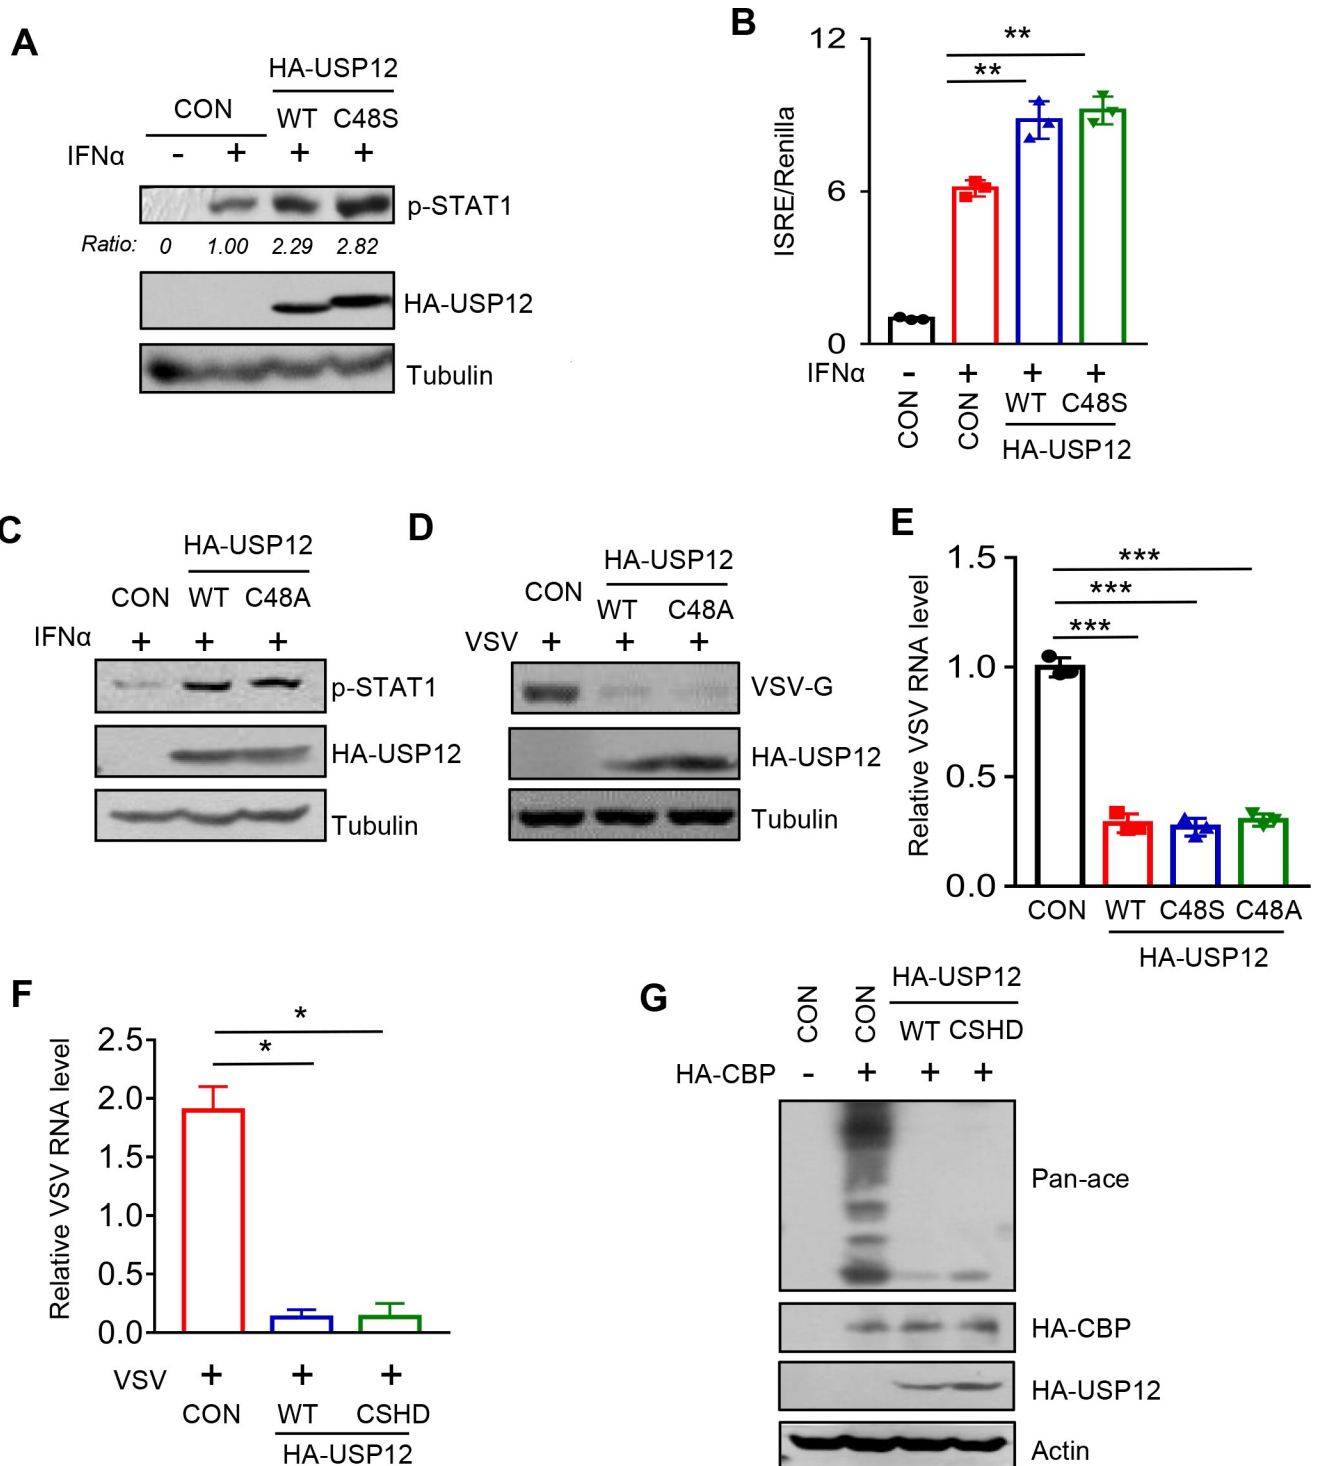 A
HA-USP12
CON WT C48S
IFNα - + + +
p-STAT1
Ratio: 0 1.00 2.29 2.82
HA-USP12
Tubulin
B
ISRE/Renilla
12
6
0
** **
IFNα - + + +
CON CON WT C48S
HA-USP12
C
HA-USP12
CON WT C48A
IFNα + + +
p-STAT1
HA-USP12
Tubulin
D
HA-USP12
CON WT C48A
VSV + + +
VSV-G
HA-USP12
Tubulin
E
Relative VSV RNA level
1.5
1.0
0.5
0.0
***
***
***
CON WT C48S C48A
HA-USP12
F
Relative VSV RNA level
2.5
2.0
1.5
1.0
0.5
0.0
*
*
VSV + + +
CON WT CSHD
HA-USP12
G
HA-USP12
CON CON WT CSHD
HA-CBP - + + +
Pan-ace
HA-CBP
HA-USP12
Actin